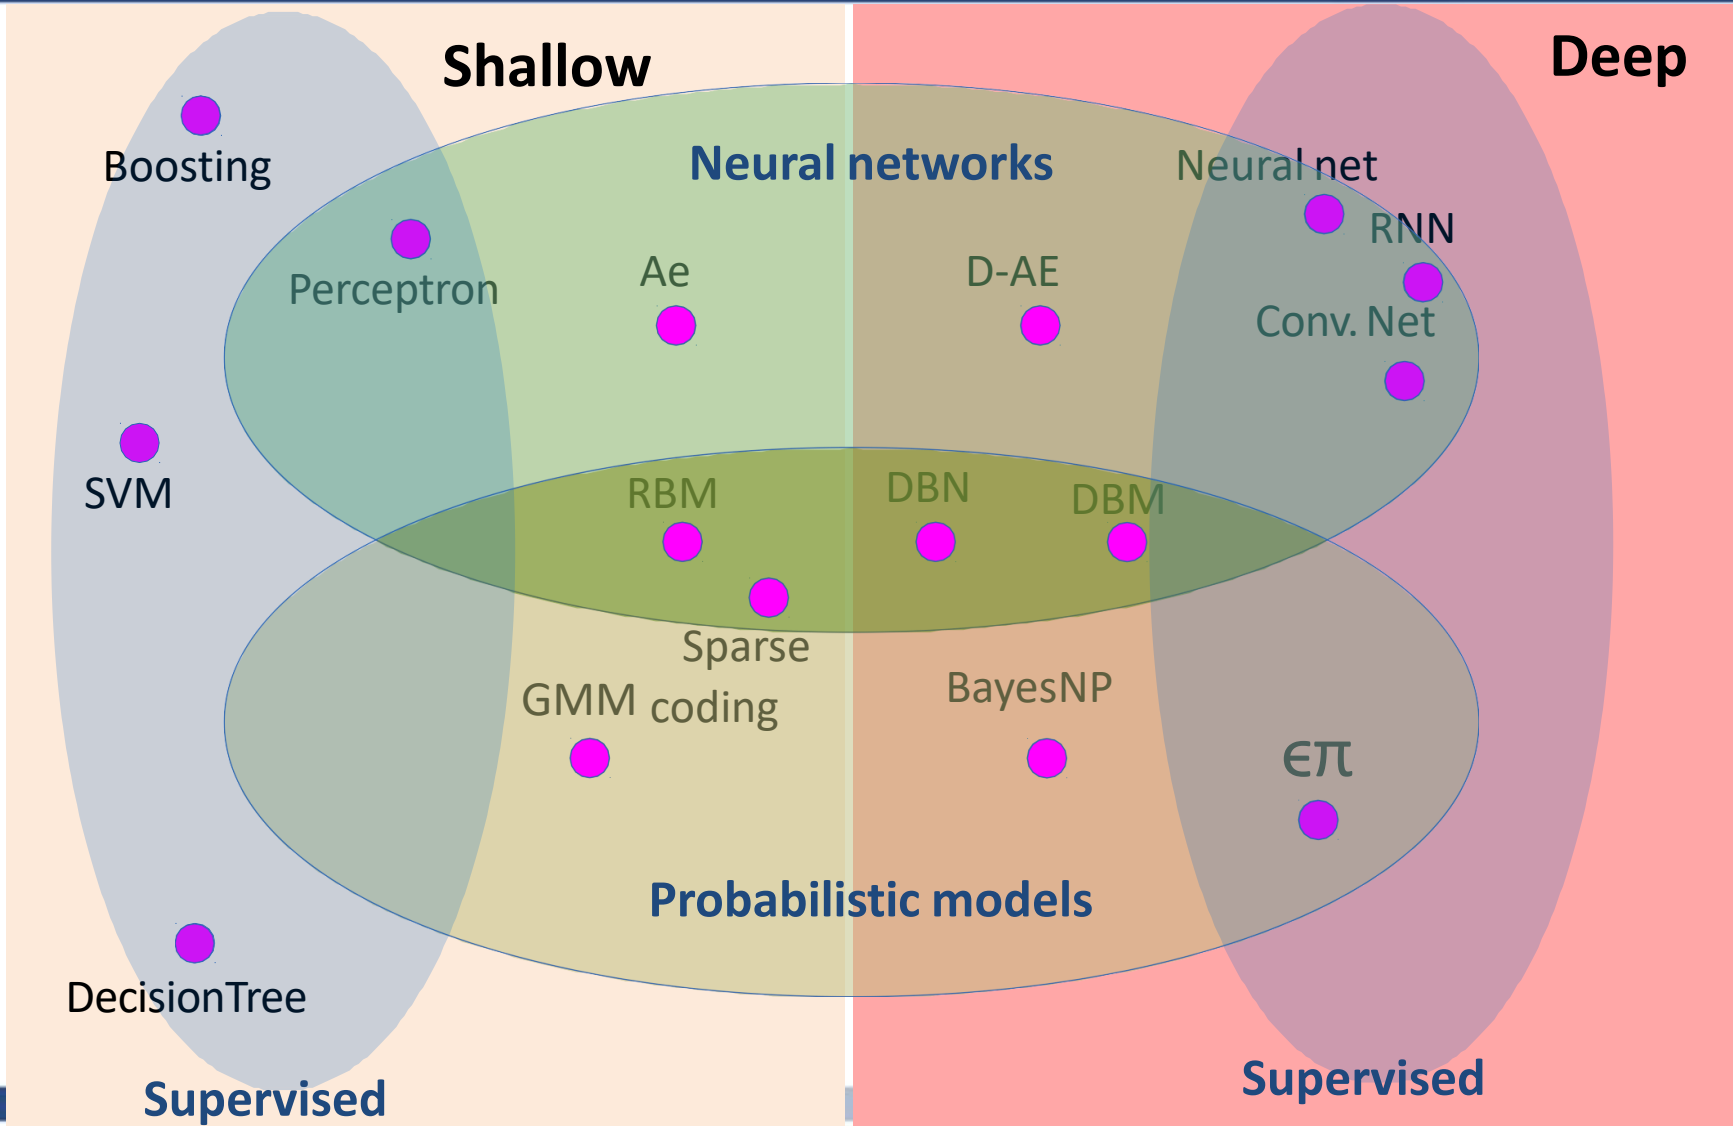 Shallow
Deep
Boosting
Neural networks
Neural net
RNN
Perceptron
Ae
D-AE
Conv. Net
SVM
RBM
DBN
DBM
Sparse
coding
GMM
BayesNP
ϵπ
Probabilistic models
DecisionTree
Supervised
Supervised